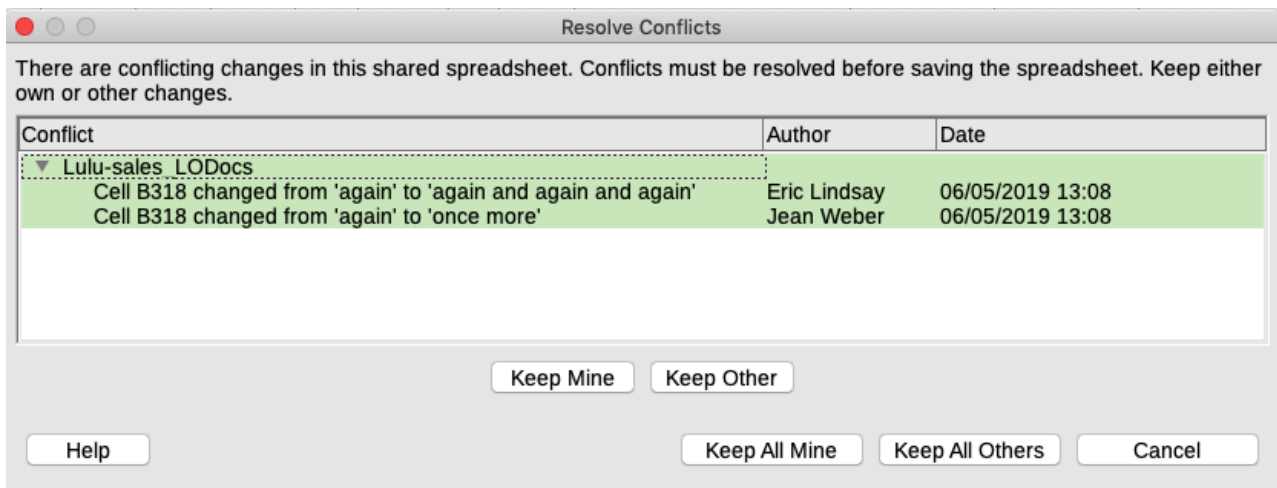 Resolve Conflicts
There are conflicting changes in this shared spreadsheet. Conflicts must be resolved before saving the spreadsheet. Keep either
own or other changes.
Conflict Author Date
Lulu-sales_LODocs
Cell B318 changed from 'again' to 'again and again and again' Eric Lindsay 06/05/2019 13:08
Cell B318 changed from 'again' to 'once more' Jean Weber 06/05/2019 13:08
Keep Mine Keep Other
Help Keep All Mine Keep All Others Cancel